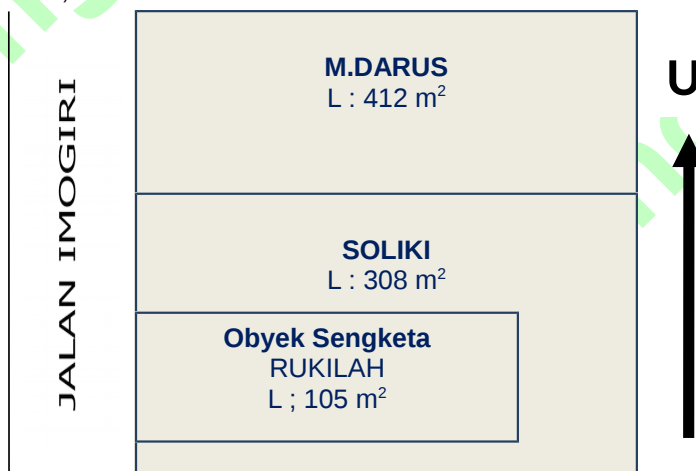 M.DARUS
L : 412 m²
U
JALAN IMOGIRI
SOLIKI
L : 308 m²
Obyek Sengketa
RUKILAH
L ; 105 m²